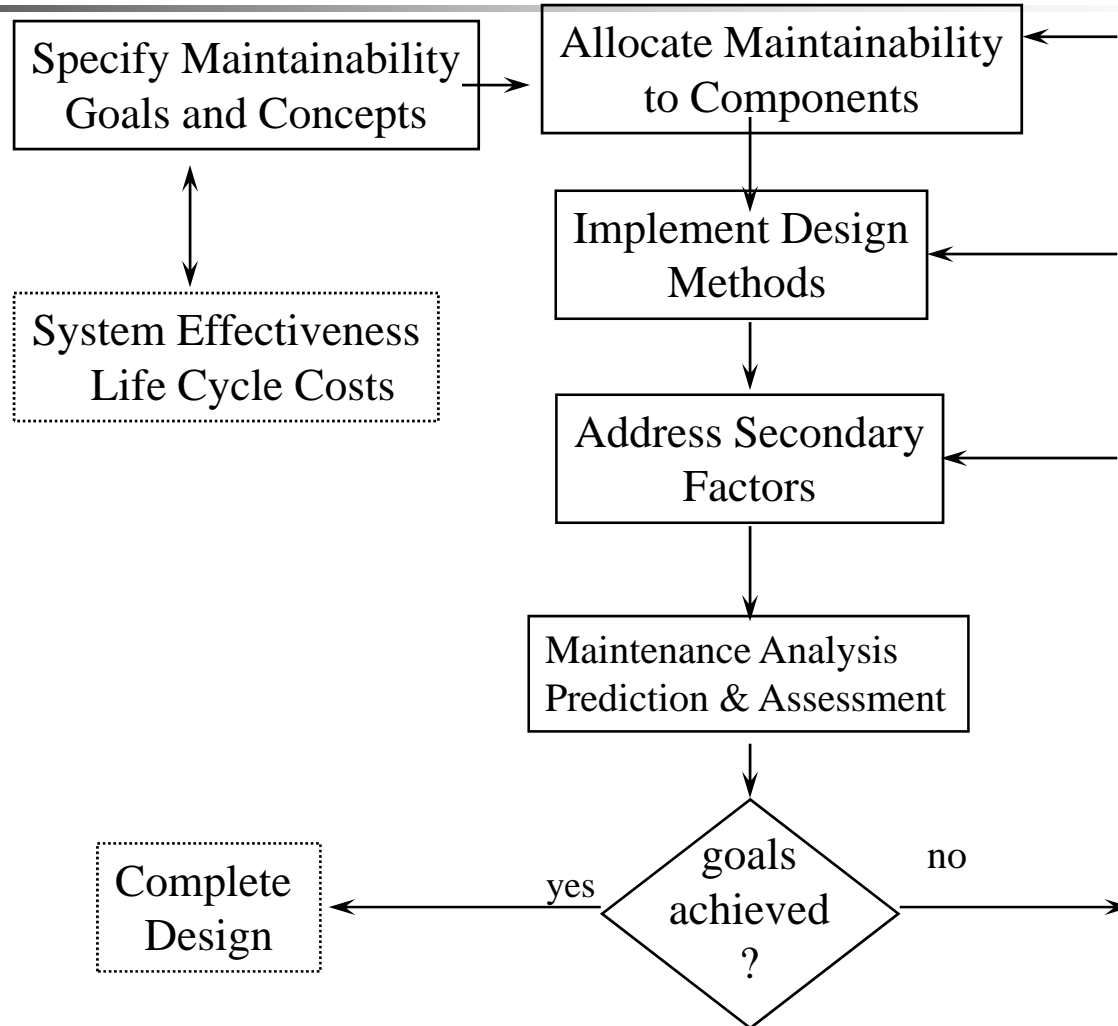 Specify Maintainability
Goals and Concepts
Allocate Maintainability
to Components
Implement Design
Methods
System Effectiveness
Life Cycle Costs
Address Secondary
Factors
Maintenance Analysis
Prediction & Assessment
goals
achieved
?
yes
no
Complete
Design